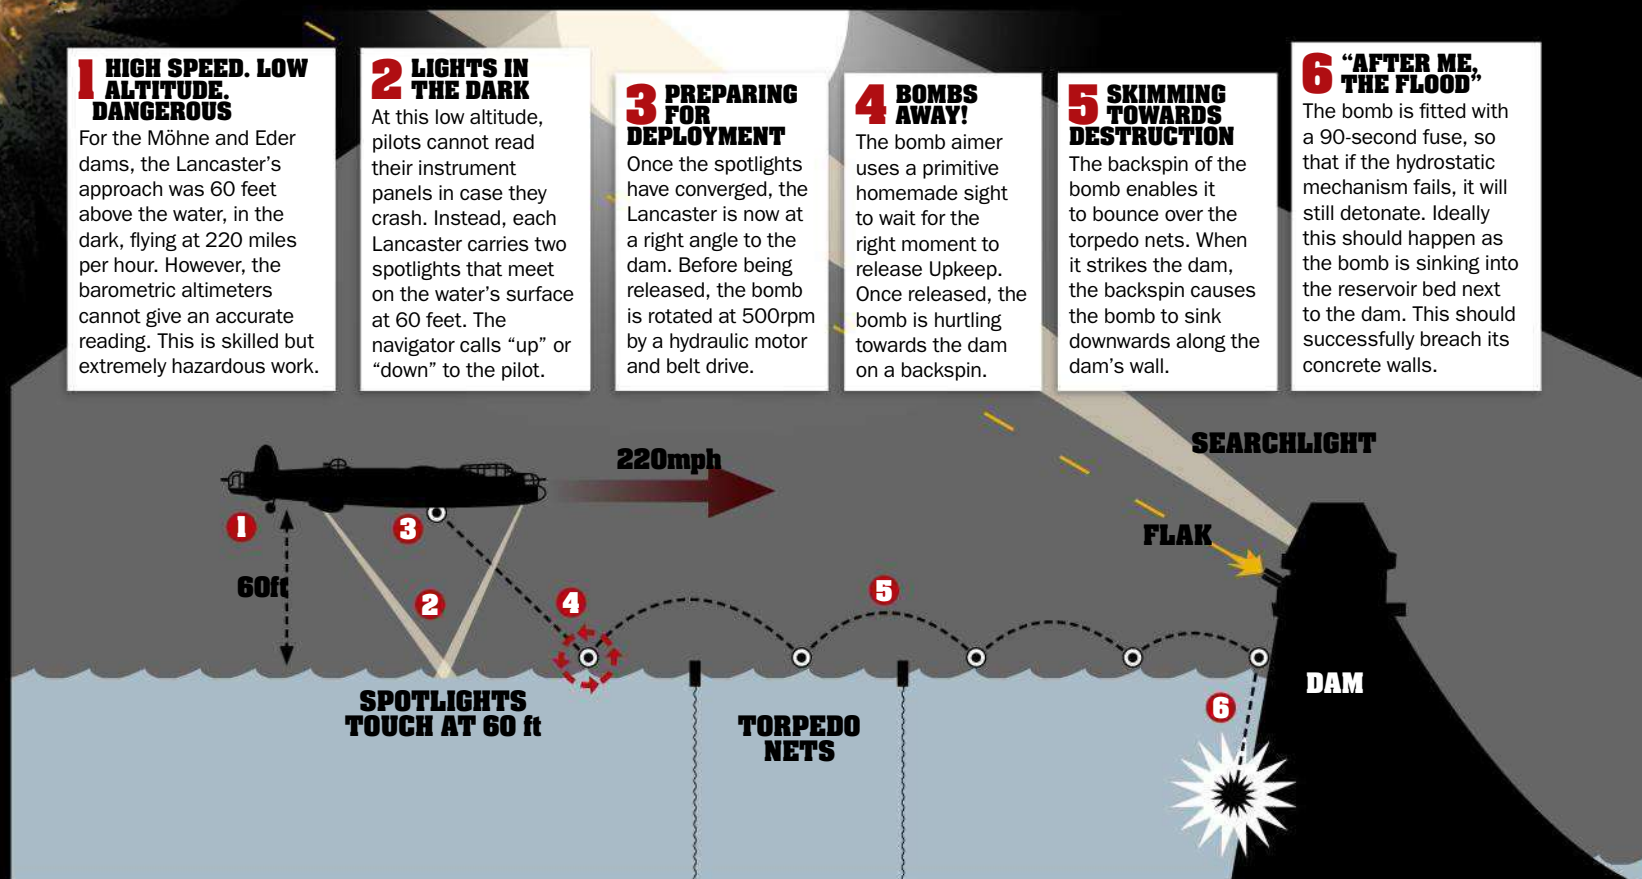 1 HIGH SPEED. LOW
ALTITUDE.
DANGEROUS
For the Möhne and Eder
dams, the Lancaster’s
approach was 60 feet
above the water, in the
dark, flying at 220 miles
per hour. However, the
barometric altimeters
cannot give an accurate
reading. This is skilled but
extremely hazardous work.
2 LIGHTS IN
THE DARK
At this low altitude,
pilots cannot read
their instrument
panels in case they
crash. Instead, each
Lancaster carries two
spotlights that meet
on the water’s surface
at 60 feet. The
navigator calls “up” or
“down” to the pilot.
3 PREPARING
FOR
DEPLOYMENT
Once the spotlights
have converged, the
Lancaster is now at
a right angle to the
dam. Before being
released, the bomb
is rotated at 500rpm
by a hydraulic motor
and belt drive.
4 BOMBS
AWAY!
The bomb aimer
uses a primitive
homemade sight
to wait for the
right moment to
release Upkeep.
Once released, the
bomb is hurtling
towards the dam
on a backspin.
5 SKIMMING
TOWARDS
DESTRUCTION
The backspin of the
bomb enables it
to bounce over the
torpedo nets. When
it strikes the dam,
the backspin causes
the bomb to sink
downwards along the
dam’s wall.
6 “AFTER ME,
THE FLOOD”
The bomb is fitted with
a 90-second fuse, so
that if the hydrostatic
mechanism fails, it will
still detonate. Ideally
this should happen as
the bomb is sinking into
the reservoir bed next
to the dam. This should
successfully breach its
concrete walls.
220mph
SEARCHLIGHT
FLAK
1
3
60ft
2
4
5
DAM
6
SPOTLIGHTS
TOUCH AT 60 ft
TORPEDO
NETS